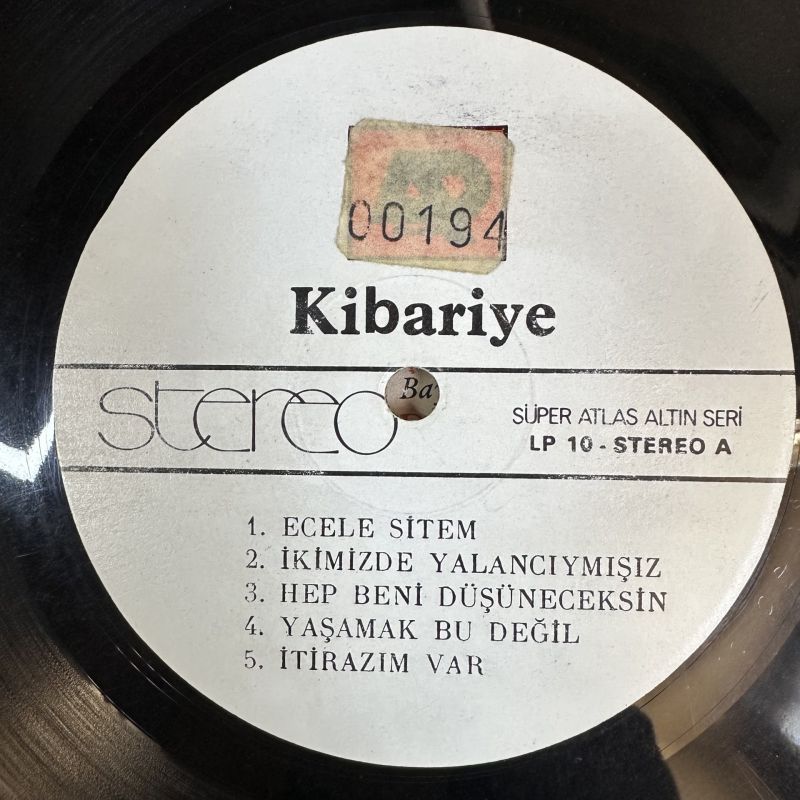 00194
Kibariye
stereo
Ba
SÜPER ATLAS ALTIN SERİ
LP 10 - STEREO A
1. ECELE SİTEM
2. İKİMİZDE YALANCIYMIŞIZ
3. HEP BENİ DÜŞÜNECEKSİN
4. YAŞAMAK BU DEĞİL
5. İTİRAZIM VAR